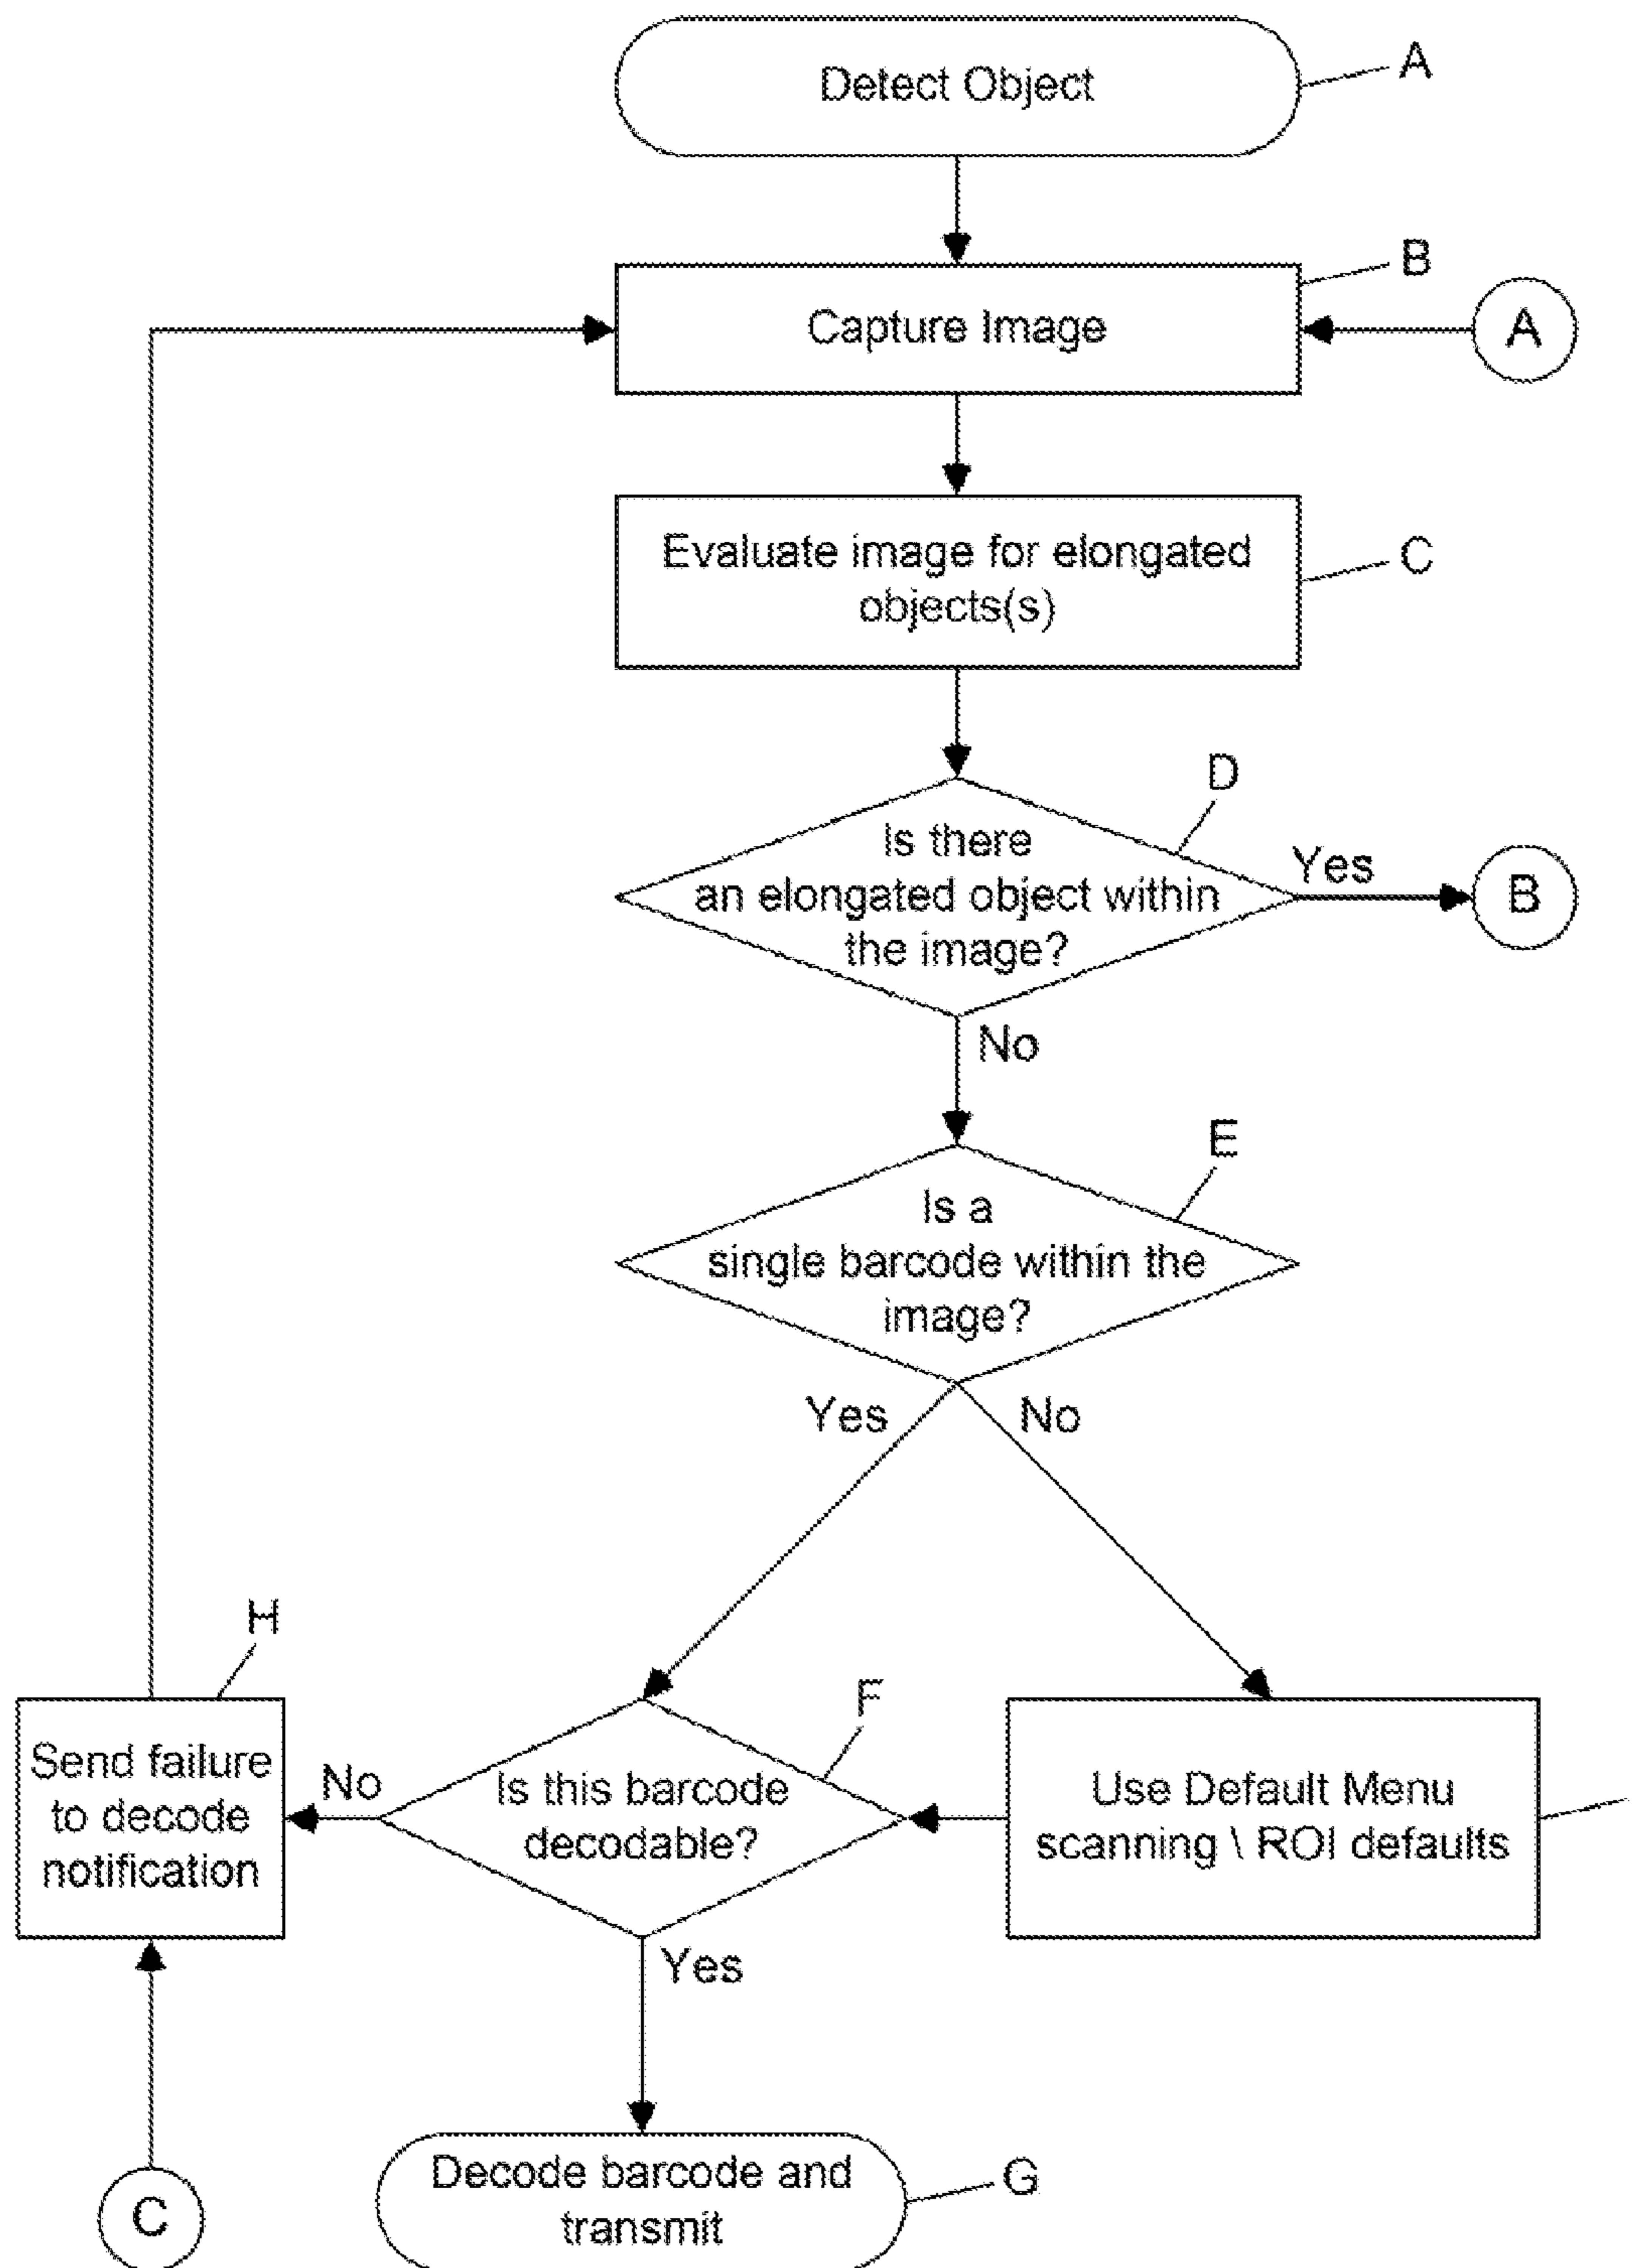 Detect Object
A
B
Capture Image
A
Evaluate image for elongated
objects(s)
C
D
Is there
an elongated object within
the image?
Yes
B
No
E
Is a
single barcode within the
image?
Yes
No
H
Send failure
to decode
notification
No
F
Is this barcode
decodable?
Use Default Menu
scanning \ ROI defaults
Yes
Decode barcode and
transmit
G
C